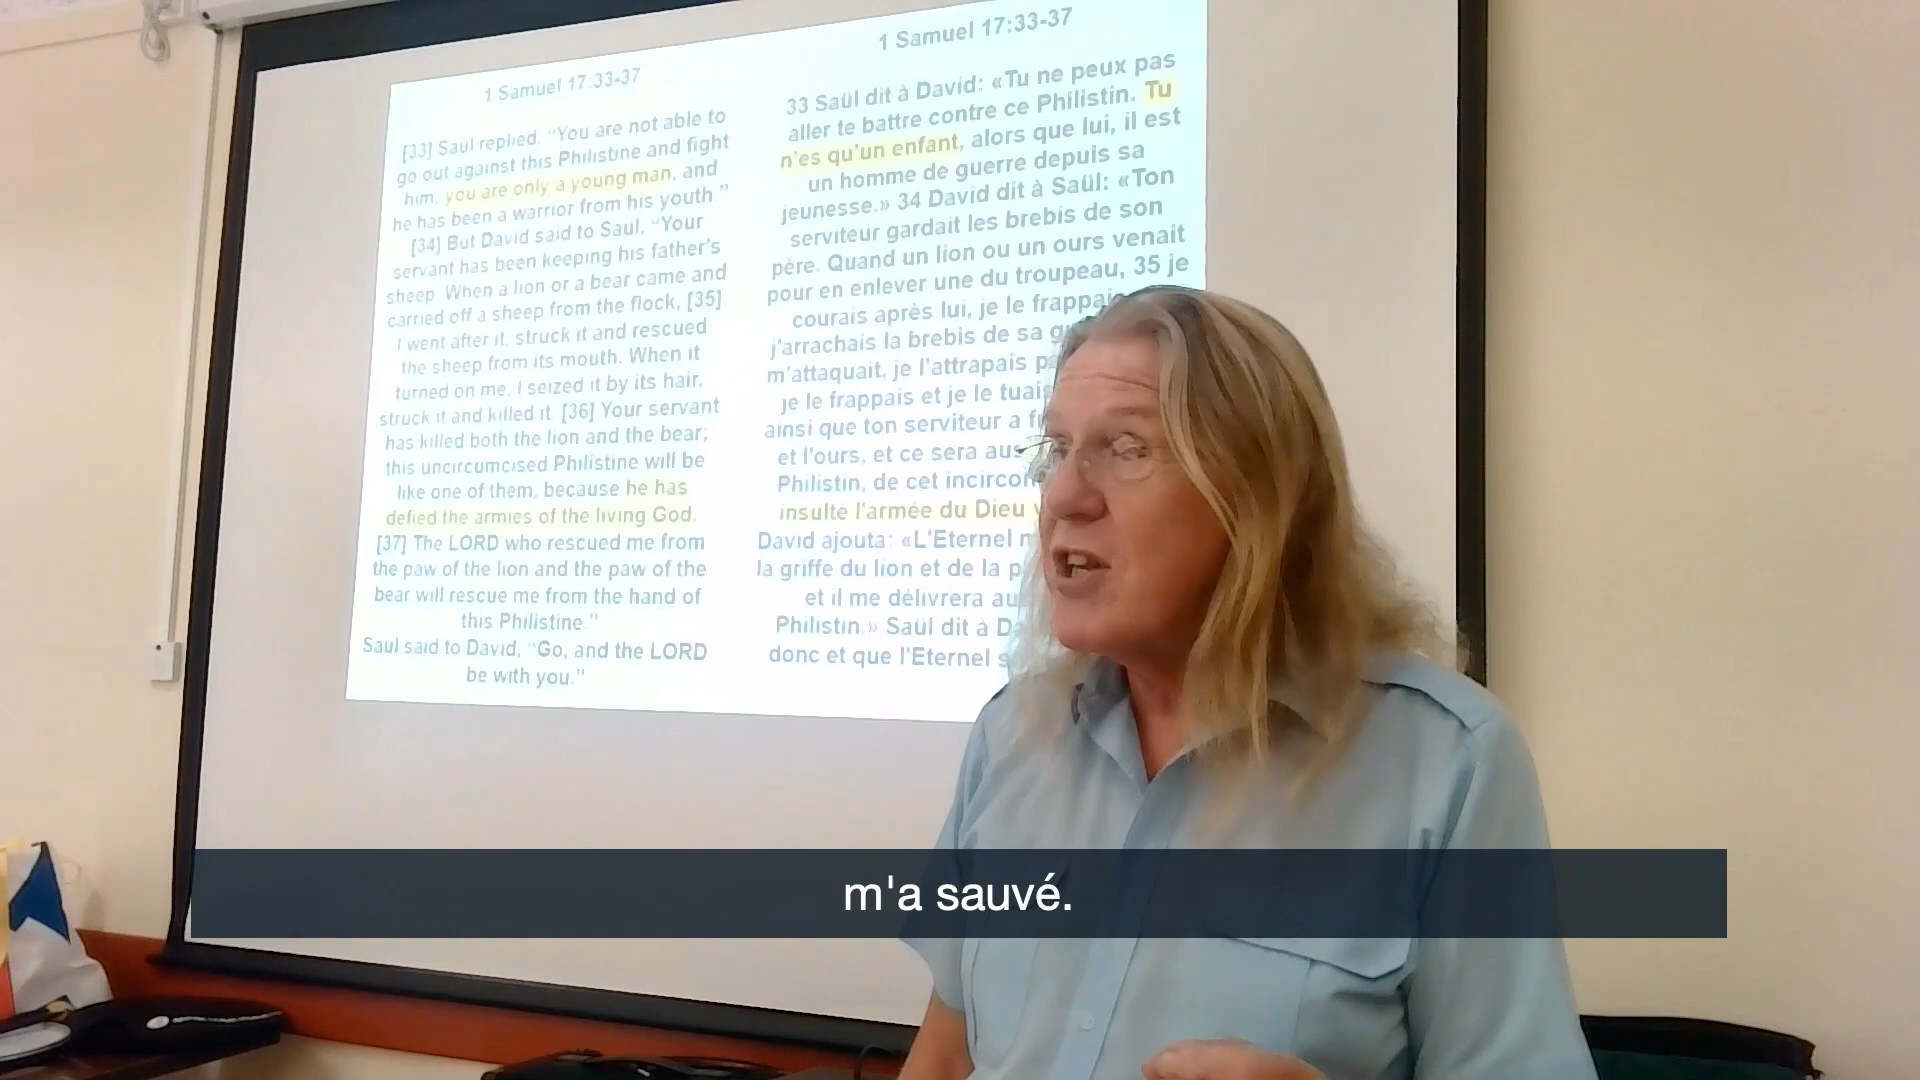 1 Samuel 17:33-37
[33] Saul replied, "You are not able to
go out against this Philistine and fight
him, you are only a young man, and
he has been a warrior from his youth."
[34] But David said to Saul, "Your
servant has been keeping his father's
sheep. When a lion or a bear came and
carried off a sheep from the flock, [35]
I went after it, struck it and rescued
the sheep from its mouth. When it
turned on me, I seized it by its hair,
struck it and killed it. [36] Your servant
has killed both the lion and the bear;
this uncircumcised Philistine will be
like one of them, because he has
defied the armies of the living God.
[37] The LORD who rescued me from
the paw of the lion and the paw of the
bear will rescue me from the hand of
this Philistine."
Saul said to David, "Go, and the LORD
be with you."
1 Samuel 17:33-37
33 Saül dit à David: «Tu ne peux pas
aller te battre contre ce Philistin. Tu
n'es qu'un enfant, alors que lui, il est
un homme de guerre depuis sa
jeunesse.» 34 David dit à Saül: «Ton
serviteur gardait les brebis de son
père. Quand un lion ou un ours venait
pour en enlever une du troupeau, 35 je
courais après lui, je le frappais
j'arrachais la brebis de sa
m'attaquait, je l'attrapais
je le frappais et je le tuais
ainsi que ton serviteur a
et l'ours, et ce sera
Philistin, de cet
insulte l'armée du Dieu
David ajouta: «L'Eternel
la griffe du lion et de la
et il me délivrera
Philistin.» Saül dit à
donc et que l'Eternel
m'a sauvé.